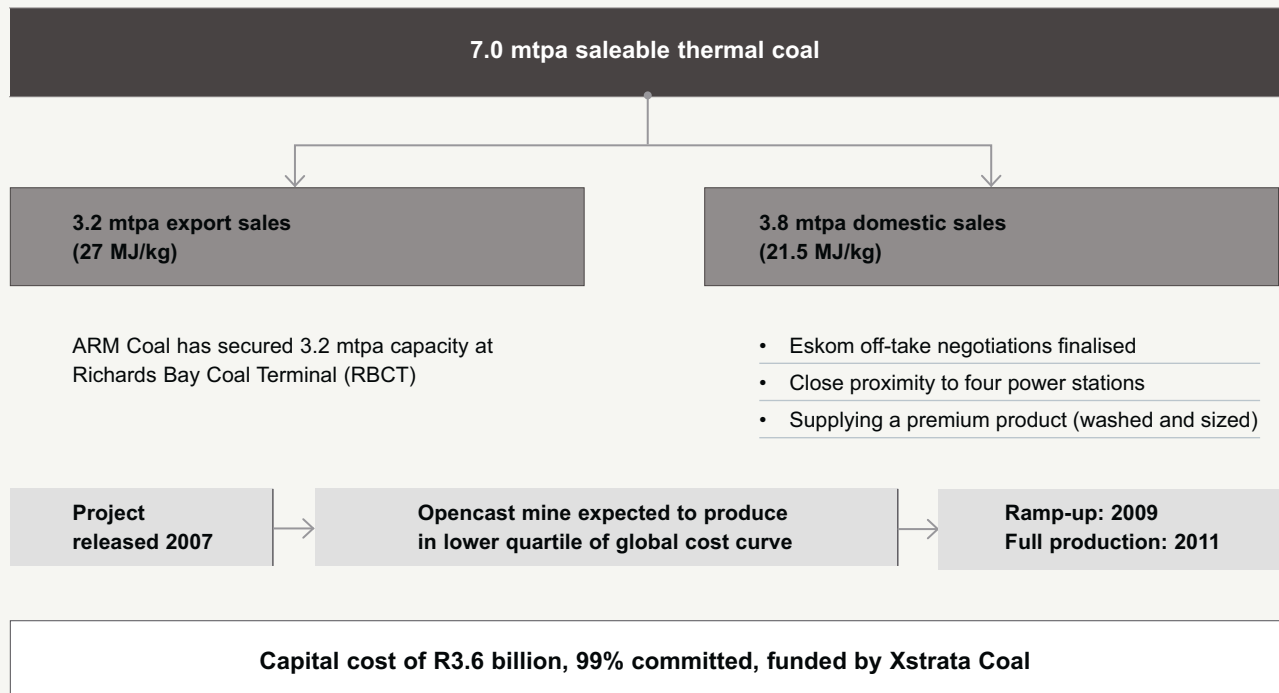 7.0 mtpa saleable thermal coal
3.2 mtpa export sales
(27 MJ/kg)
3.8 mtpa domestic sales
(21.5 MJ/kg)
ARM Coal has secured 3.2 mtpa capacity at
Richards Bay Coal Terminal (RBCT)
• Eskom off-take negotiations finalised
• Close proximity to four power stations
• Supplying a premium product (washed and sized)
Project
released 2007
Opencast mine expected to produce
in lower quartile of global cost curve
Ramp-up: 2009
Full production: 2011
Capital cost of R3.6 billion, 99% committed, funded by Xstrata Coal